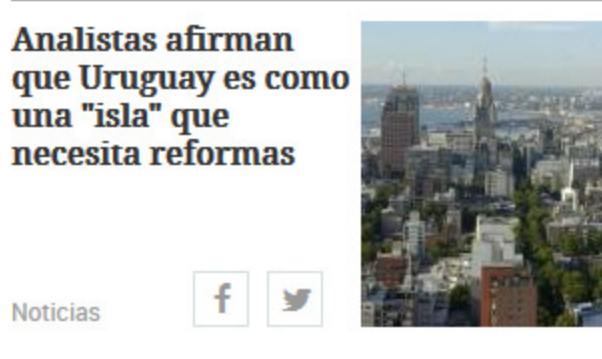 Analistas afirman
que Uruguay es como
una "isla" que
necesita reformas
Noticias